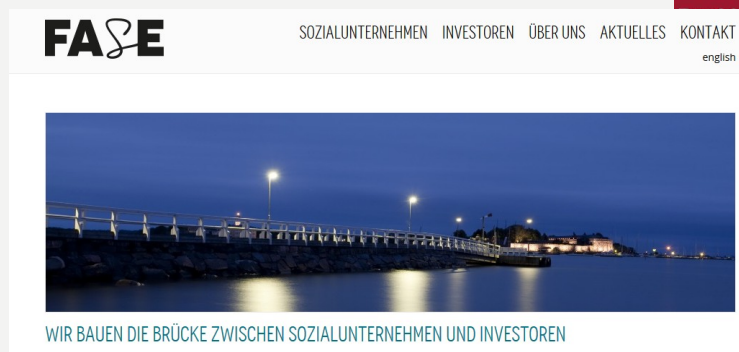 FASE
SOZIALUNTERNEHMEN INVESTOREN ÜBER UNS AKTUELLES KONTAKT
english
WIR BAUEN DIE BRÜCKE ZWISCHEN SOZIALUNTERNEHMEN UND INVESTOREN